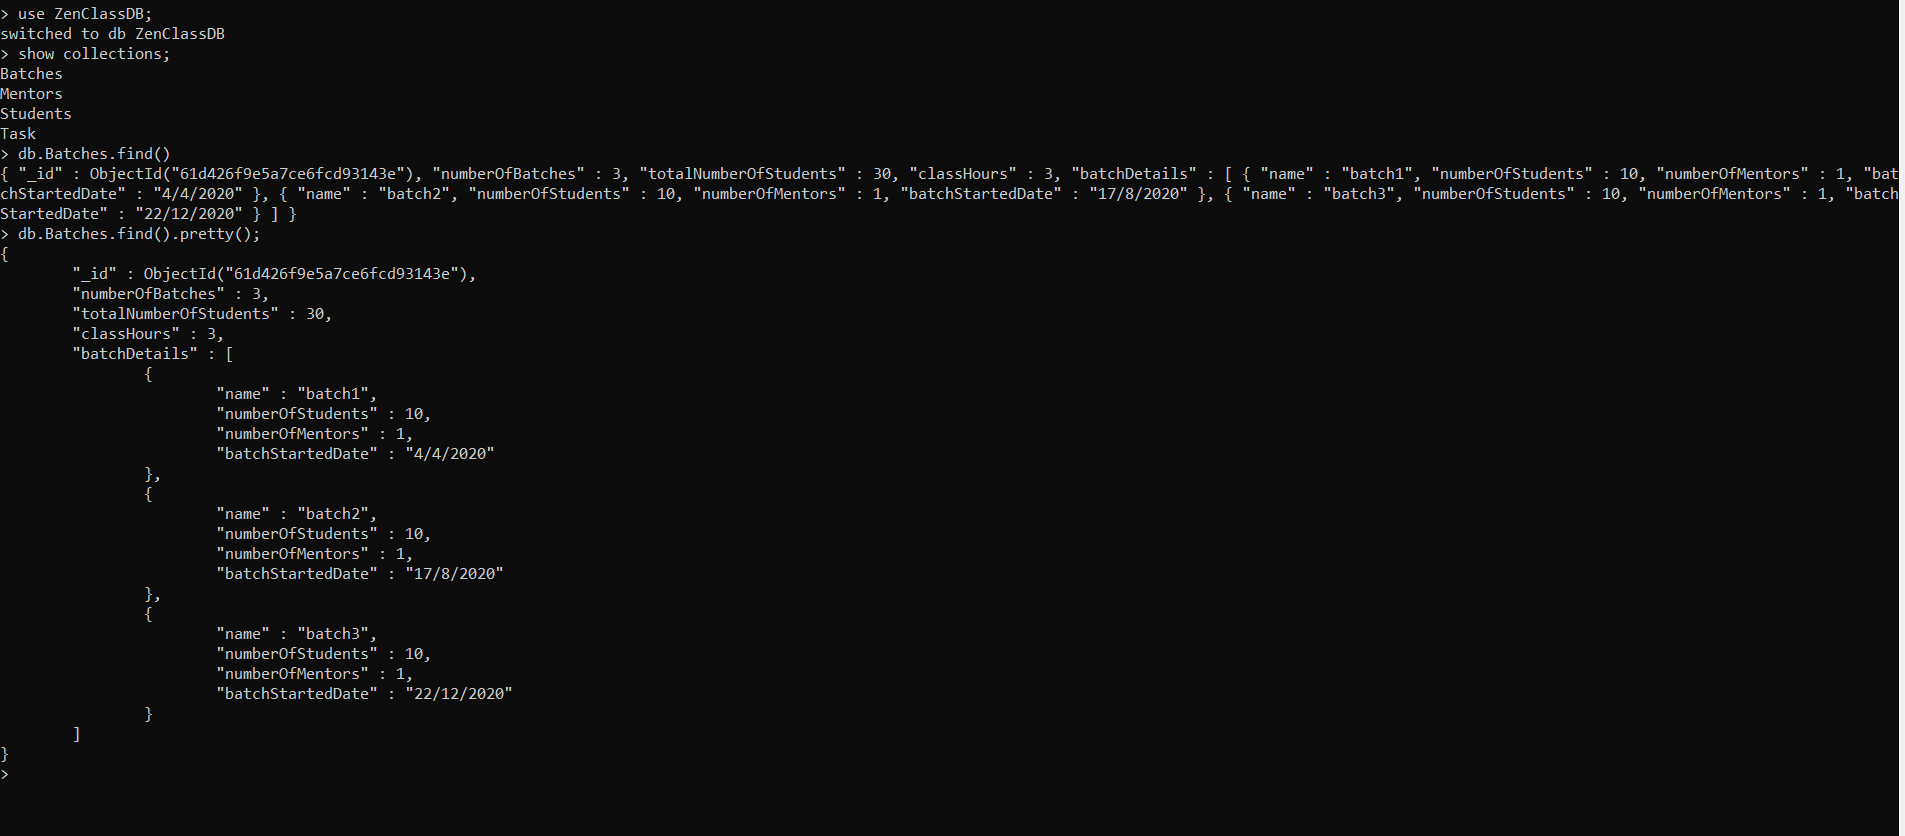 > use ZenClassDB;
switched to db ZenClassDB
> show collections;
Batches
Mentors
Students
Task
> db.Batches.find()
{ "_id" : ObjectId("61d426f9e5a7ce6fcd93143e"), "numberOfBatches" : 3, "totalNumberOfStudents" : 30, "classHours" : 3, "batchDetails" : [ { "name" : "batch1", "numberOfStudents" : 10, "numberOfMentors" : 1, "bat
chStartedDate" : "4/4/2020" }, { "name" : "batch2", "numberOfStudents" : 10, "numberOfMentors" : 1, "batchStartedDate" : "17/8/2020" }, { "name" : "batch3", "numberOfStudents" : 10, "numberOfMentors" : 1, "batch
StartedDate" : "22/12/2020" } ] }
> db.Batches.find().pretty();
{
        "_id" : ObjectId("61d426f9e5a7ce6fcd93143e"),
        "numberOfBatches" : 3,
        "totalNumberOfStudents" : 30,
        "classHours" : 3,
        "batchDetails" : [
                {
                        "name" : "batch1",
                        "numberOfStudents" : 10,
                        "numberOfMentors" : 1,
                        "batchStartedDate" : "4/4/2020"
                },
                {
                        "name" : "batch2",
                        "numberOfStudents" : 10,
                        "numberOfMentors" : 1,
                        "batchStartedDate" : "17/8/2020"
                },
                {
                        "name" : "batch3",
                        "numberOfStudents" : 10,
                        "numberOfMentors" : 1,
                        "batchStartedDate" : "22/12/2020"
                }
        ]
}
>